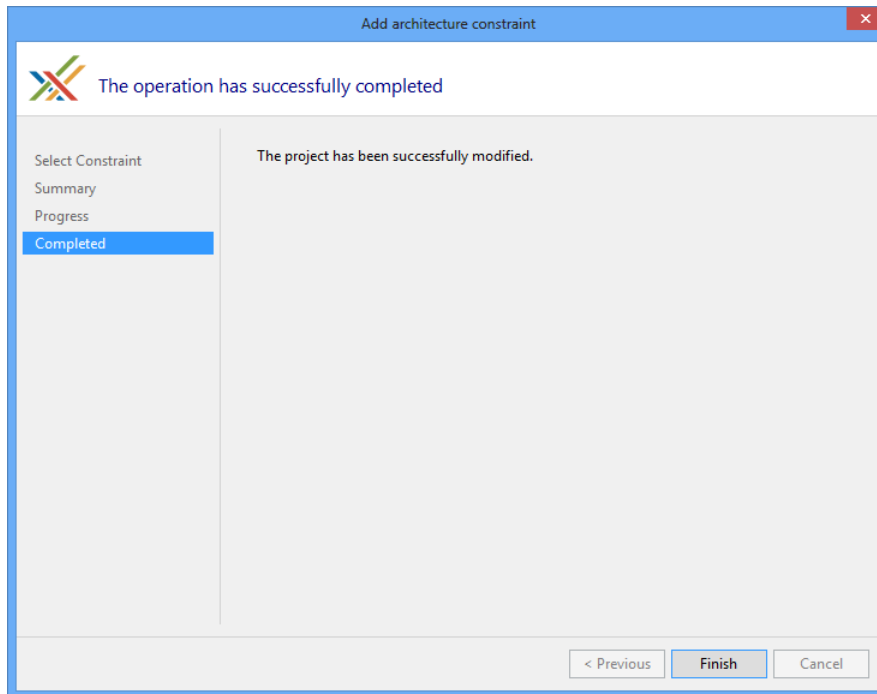 Add architecture constraint
The operation has successfully completed
Select Constraint
The project has been successfully modified.
Summary
Progress
Completed
< Previous
Finish
Cancel